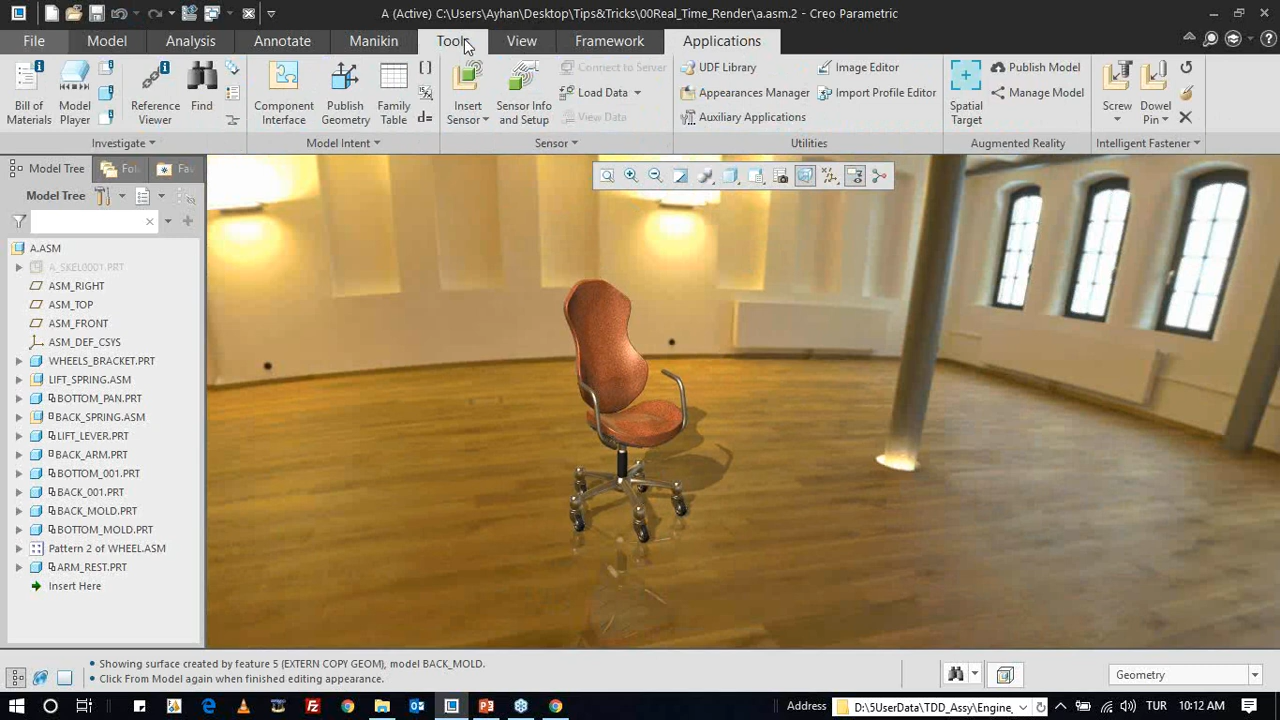 A (Active) C:\Users\Ayhan\Desktop\Tips&Tricks\00Real_Time_Render\a.asm.2 - Creo Parametric
File Model Analysis Annotate Manikin Tools View Framework Applications
Bill of Materials
Model Player
Reference Viewer
Find
Component Interface
Publish Geometry
Family Table
d=
Insert Sensor
Sensor Info and Setup
Connect to Server
Load Data
View Data
UDF Library
Appearances Manager
Auxiliary Applications
Image Editor
Import Profile Editor
Spatial Target
Publish Model
Manage Model
Screw
Dowel Pin
Investigate Model Intent Sensor Utilities Augmented Reality Intelligent Fastener
Model Tree Fol Fav
Model Tree
A.ASM
A_SKEL0001.PRT
ASM_RIGHT
ASM_TOP
ASM_FRONT
ASM_DEF_CSYS
WHEELS_BRACKET.PRT
LIFT_SPRING.ASM
BOTTOM_PAN.PRT
BACK_SPRING.ASM
LIFT_LEVER.PRT
BACK_ARM.PRT
BOTTOM_001.PRT
BACK_001.PRT
BACK_MOLD.PRT
BOTTOM_MOLD.PRT
Pattern 2 of WHEEL.ASM
ARM_REST.PRT
Insert Here
• Showing surface created by feature 5 (EXTERN COPY GEOM), model BACK_MOLD.
• Click From Model again when finished editing appearance.
Geometry
Address D:\5UserData\TDD_Assy\Engine_ TUR 10:12 AM